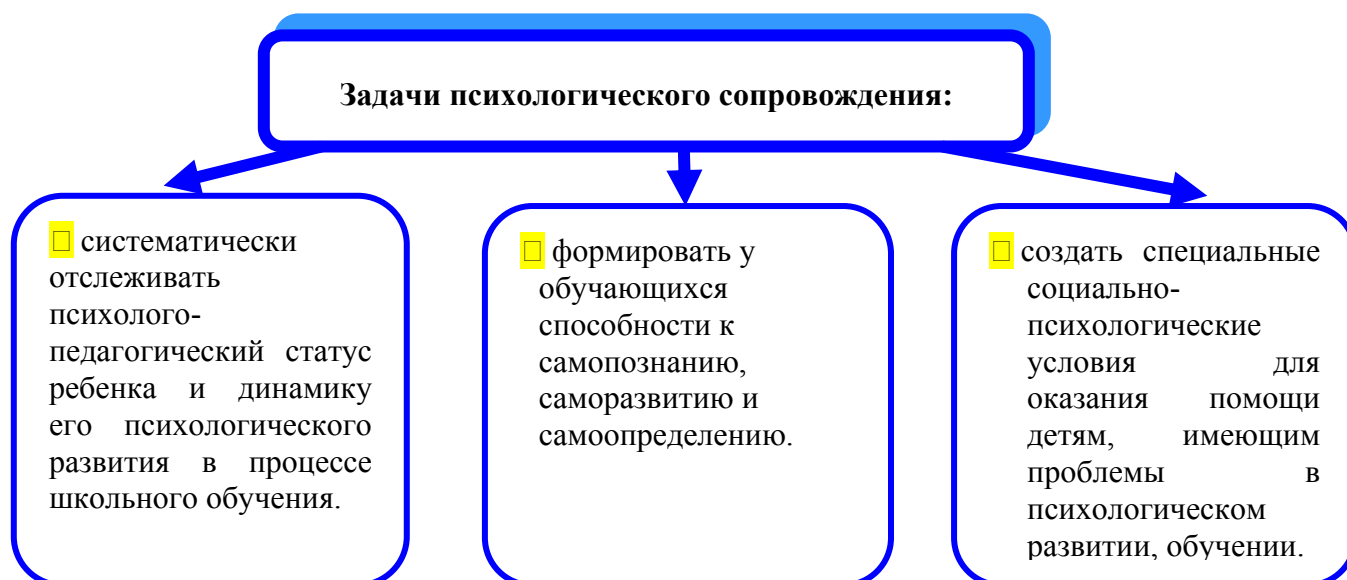 Задачи психологического сопровождения:
систематически
отслеживать
психолого-
педагогический статус
ребенка и динамику
его психологического
развития в процессе
школьного обучения.
формировать у
обучающихся
способности к
самопознанию,
саморазвитию и
самоопределению.
создать специальные
социально-
психологические
условия для
оказания помощи
детям, имеющим
проблемы в
психологическом
развитии, обучении.